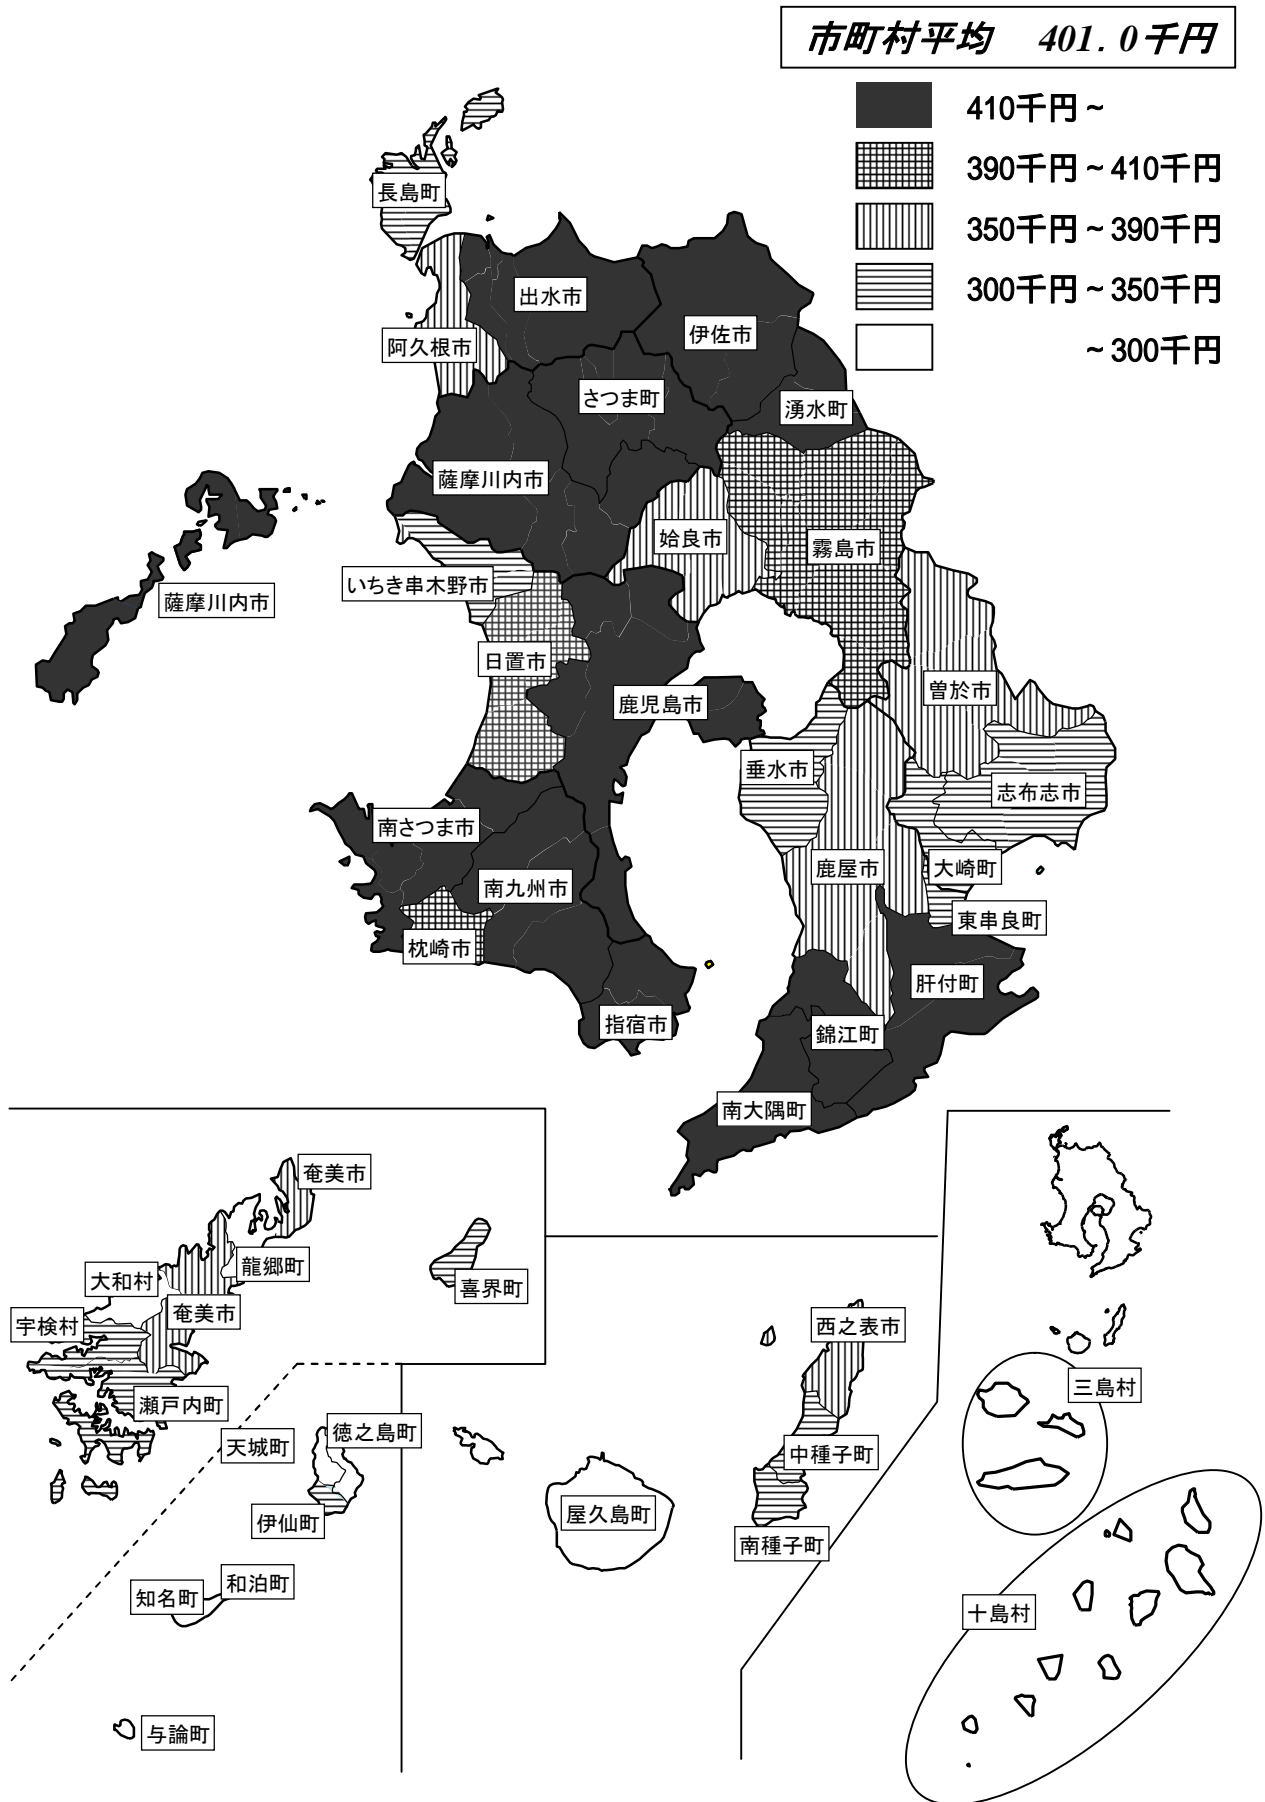 市町村平均 401.0千円
410千円～
390千円～410千円
350千円～390千円
300千円～350千円
～300千円
長島町
出水市
阿久根市
伊佐市
さつま町
湧水町
薩摩川内市
姶良市
霧島市
いちき串木野市
薩摩川内市
日置市
鹿児島市
曽於市
垂水市
志布志市
南さつま市
鹿屋市
大崎町
南九州市
東串良町
枕崎市
肝付町
指宿市
錦江町
南大隅町
奄美市
龍郷町
大和村
喜界町
奄美市
宇検村
西之表市
三島村
瀬戸内町
徳之島町
天城町
中種子町
屋久島町
伊仙町
南種子町
和泊町
知名町
十島村
与論町